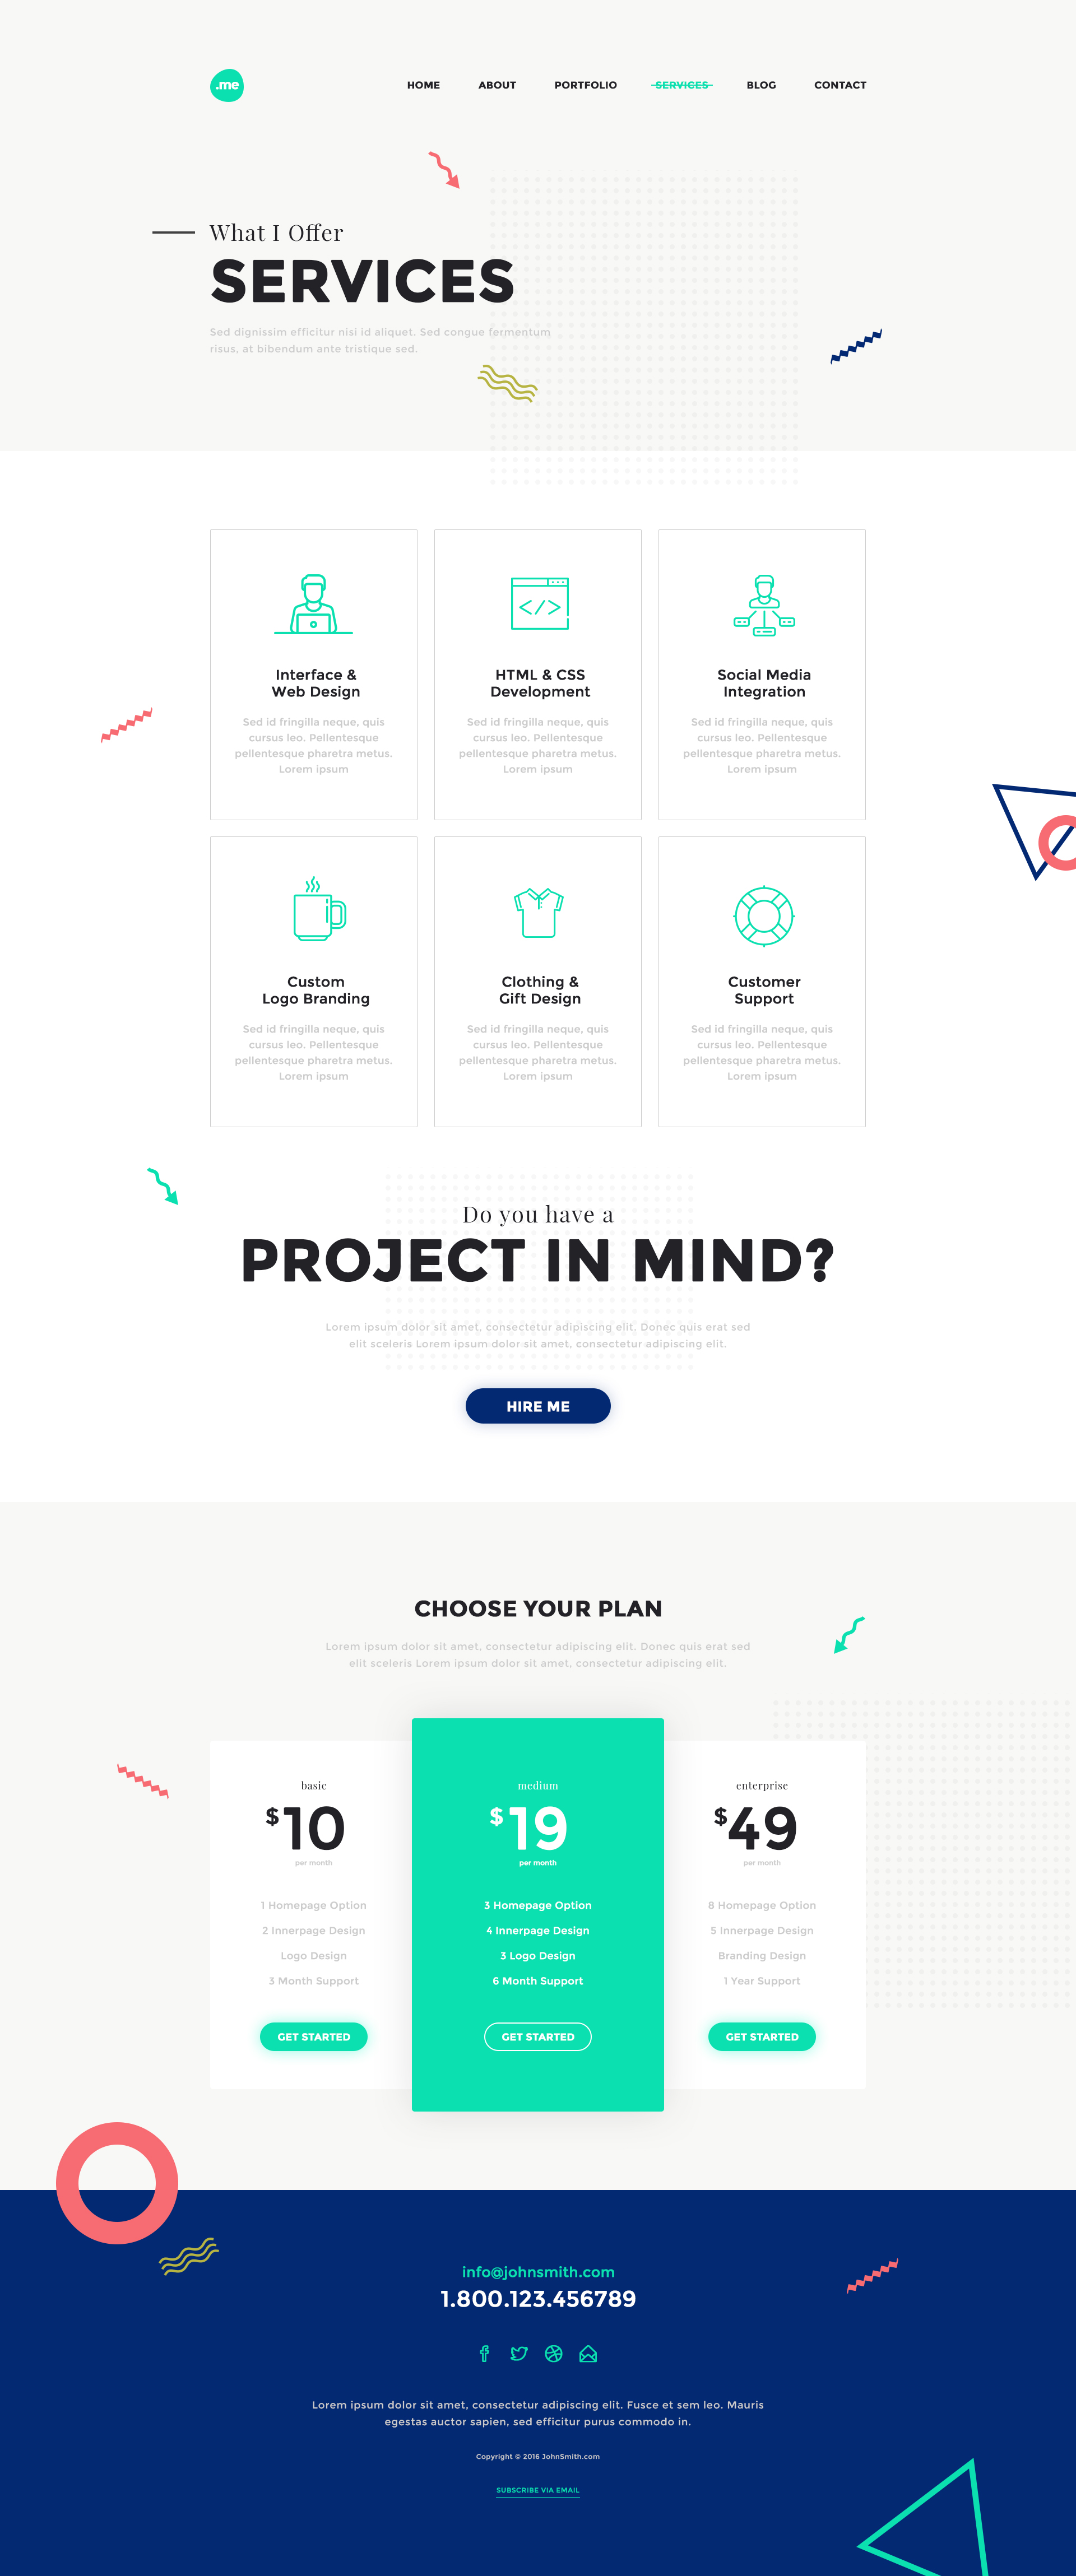 .me
HOME ABOUT PORTFOLIO SERVICES BLOG CONTACT
What I Offer
SERVICES
Sed dignissim efficitur nisl id aliquet. Sed congue fermentum
risus, at bibendum ante tristique sed.
Interface &
Web Design
Sed id fringilla neque, quis
cursus leo. Pellentesque
pellentesque pharetra metus.
Lorem ipsum
HTML & CSS
Development
Sed id fringilla neque, quis
cursus leo. Pellentesque
pellentesque pharetra metus.
Lorem ipsum
Social Media
Integration
Sed id fringilla neque, quis
cursus leo. Pellentesque
pellentesque pharetra metus.
Lorem ipsum
Custom
Logo Branding
Sed id fringilla neque, quis
cursus leo. Pellentesque
pellentesque pharetra metus.
Lorem ipsum
Clothing &
Gift Design
Sed id fringilla neque, quis
cursus leo. Pellentesque
pellentesque pharetra metus.
Lorem ipsum
Customer
Support
Sed id fringilla neque, quis
cursus leo. Pellentesque
pellentesque pharetra metus.
Lorem ipsum
Do you have a
PROJECT IN MIND?
Lorem ipsum dolor sit amet, consectetur adipiscing elit. Donec quis erat sed
elit sceleris Lorem ipsum dolor sit amet, consectetur adipiscing elit.
HIRE ME
CHOOSE YOUR PLAN
Lorem ipsum dolor sit amet, consectetur adipiscing elit. Donec quis erat sed
elit sceleris Lorem ipsum dolor sit amet, consectetur adipiscing elit.
basic
$10
per month
1 Homepage Option
2 Innerpage Design
Logo Design
3 Month Support
GET STARTED
medium
$19
per month
3 Homepage Option
4 Innerpage Design
3 Logo Design
6 Month Support
GET STARTED
enterprise
$49
per month
8 Homepage Option
5 Innerpage Design
Branding Design
1 Year Support
GET STARTED
info@johnsmith.com
1.800.123.456789
Lorem ipsum dolor sit amet, consectetur adipiscing elit. Fusce et sem leo. Mauris
egestas auctor sapien, sed efficitur purus commodo in.
Copyright © 2016 JohnSmith.com
SUBSCRIBE VIA EMAIL